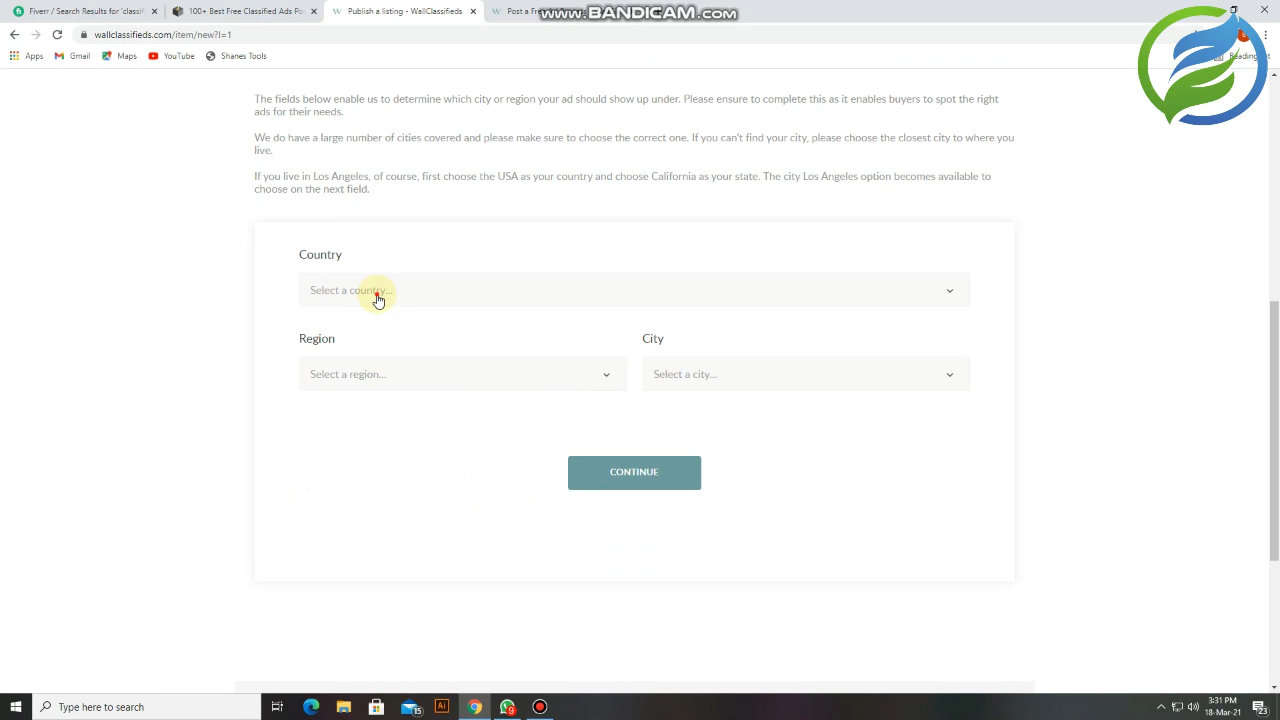 www.BANDICAM.com
Fiverr / Search Results for 'classif
100+ Best Free Classified Ads Po
Publish a listing - WallClassifieds
Post a Fre
wallclassifieds.com/item/new?l=1
Apps
Gmail
Maps
YouTube
Shanes Tools
Reading
The fields below enable us to determine which city or region your ad should show up under. Please ensure to complete this as it enables buyers to spot the right
ads for their needs.
We do have a large number of cities covered and please make sure to choose the correct one. If you can't find your city, please choose the closest city to where you
live.
If you live in Los Angeles, of course, first choose the USA as your country and choose California as your state. The city Los Angeles option becomes available to
choose on the next field.
Country
Select a country...
Region
City
Select a region...
Select a city...
CONTINUE
Type here to search
15
Ai
9
3:31 PM
18-Mar-21
23